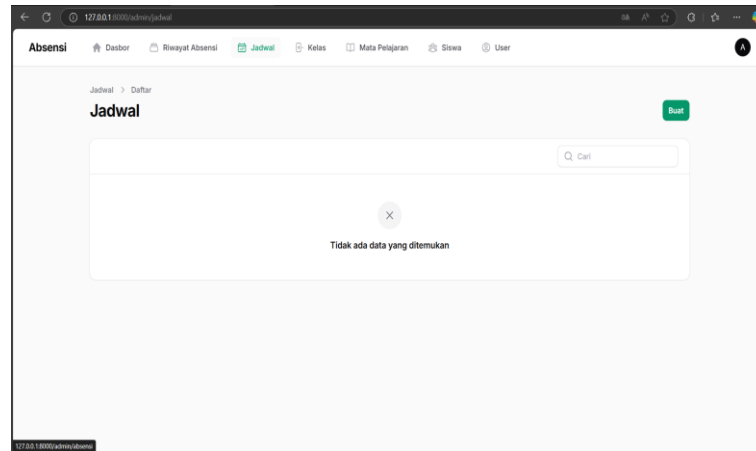 127.0.0.1:8000/admin/jadwal
Absensi Dasbor Riwayat Absensi Jadwal Kelas Mata Pelajaran Siswa User A
Jadwal > Daftar
Jadwal
Buat
Cari
Tidak ada data yang ditemukan
127.0.0.1:8000/admin/absensi